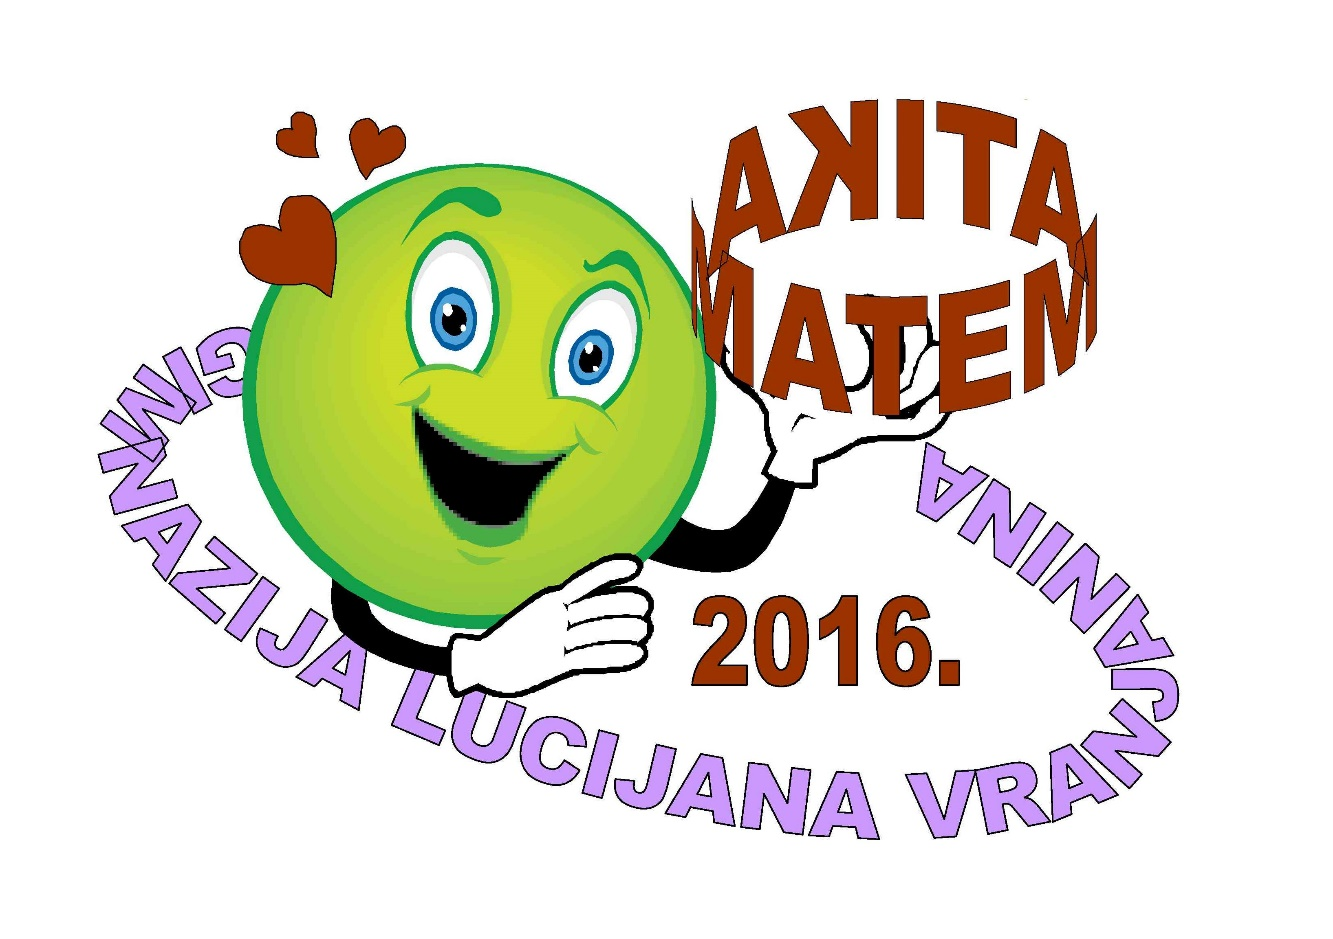 MATEMATIKA
GIMNAZIJA LUCIJANA VRANJANINA
2016.